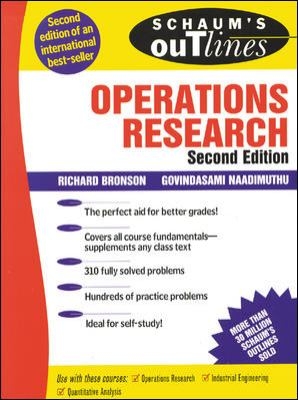 Second
edition of an
international
best-seller
SCHAUM'S
ouTlines
OPERATIONS
RESEARCH
Second Edition
RICHARD BRONSON GOVINDASAMI NAADIMUTHU
The perfect aid for better grades!
Covers all course fundamentals—
supplements any class text
310 fully solved problems
Hundreds of practice problems
Ideal for self-study!
MORE THAN
30 MILLION
SCHAUM'S
OUTLINES
SOLD
Use with these courses: Operations Research Industrial Engineering
Quantitative Analysis